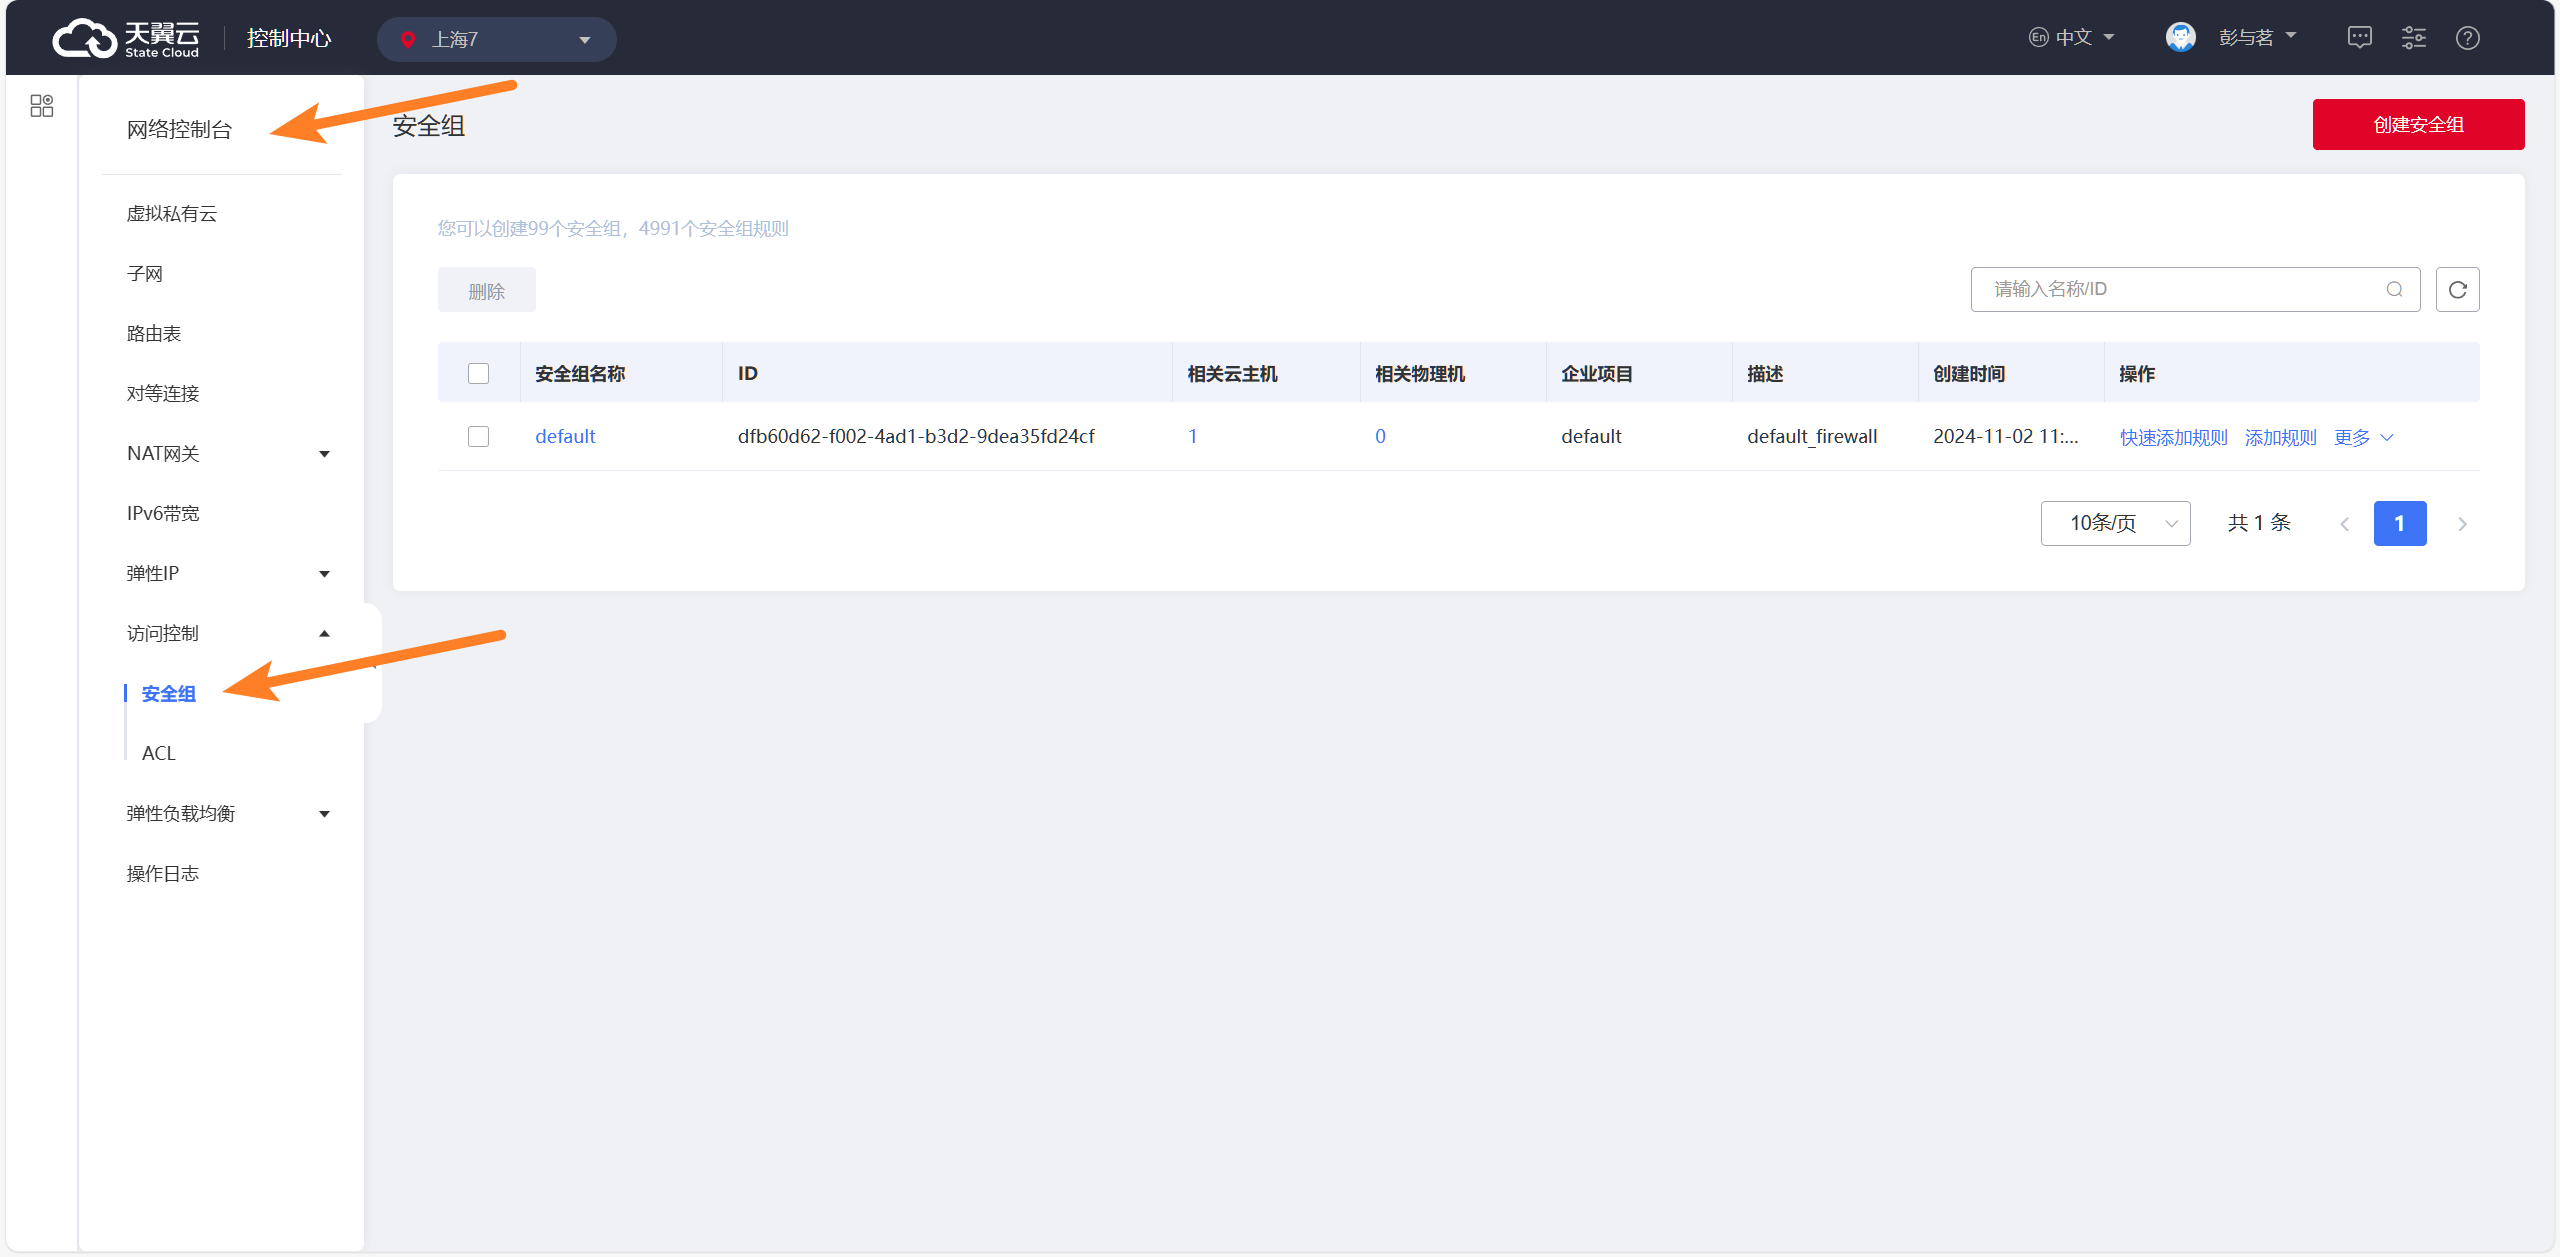 天翼云
State Cloud
控制中心
上海7
En 中文
彭与茗
网络控制台
虚拟私有云
子网
路由表
对等连接
NAT网关
IPv6带宽
弹性IP
访问控制
安全组
ACL
弹性负载均衡
操作日志
安全组
创建安全组
您可以创建99个安全组，4991个安全组规则
删除
请输入名称/ID
安全组名称 ID 相关云主机 相关物理机 企业项目 描述 创建时间 操作
default dfb60d62-f002-4ad1-b3d2-9dea35fd24cf 1 0 default default_firewall 2024-11-02 11:... 快速添加规则 添加规则 更多
10条/页 共 1 条 1